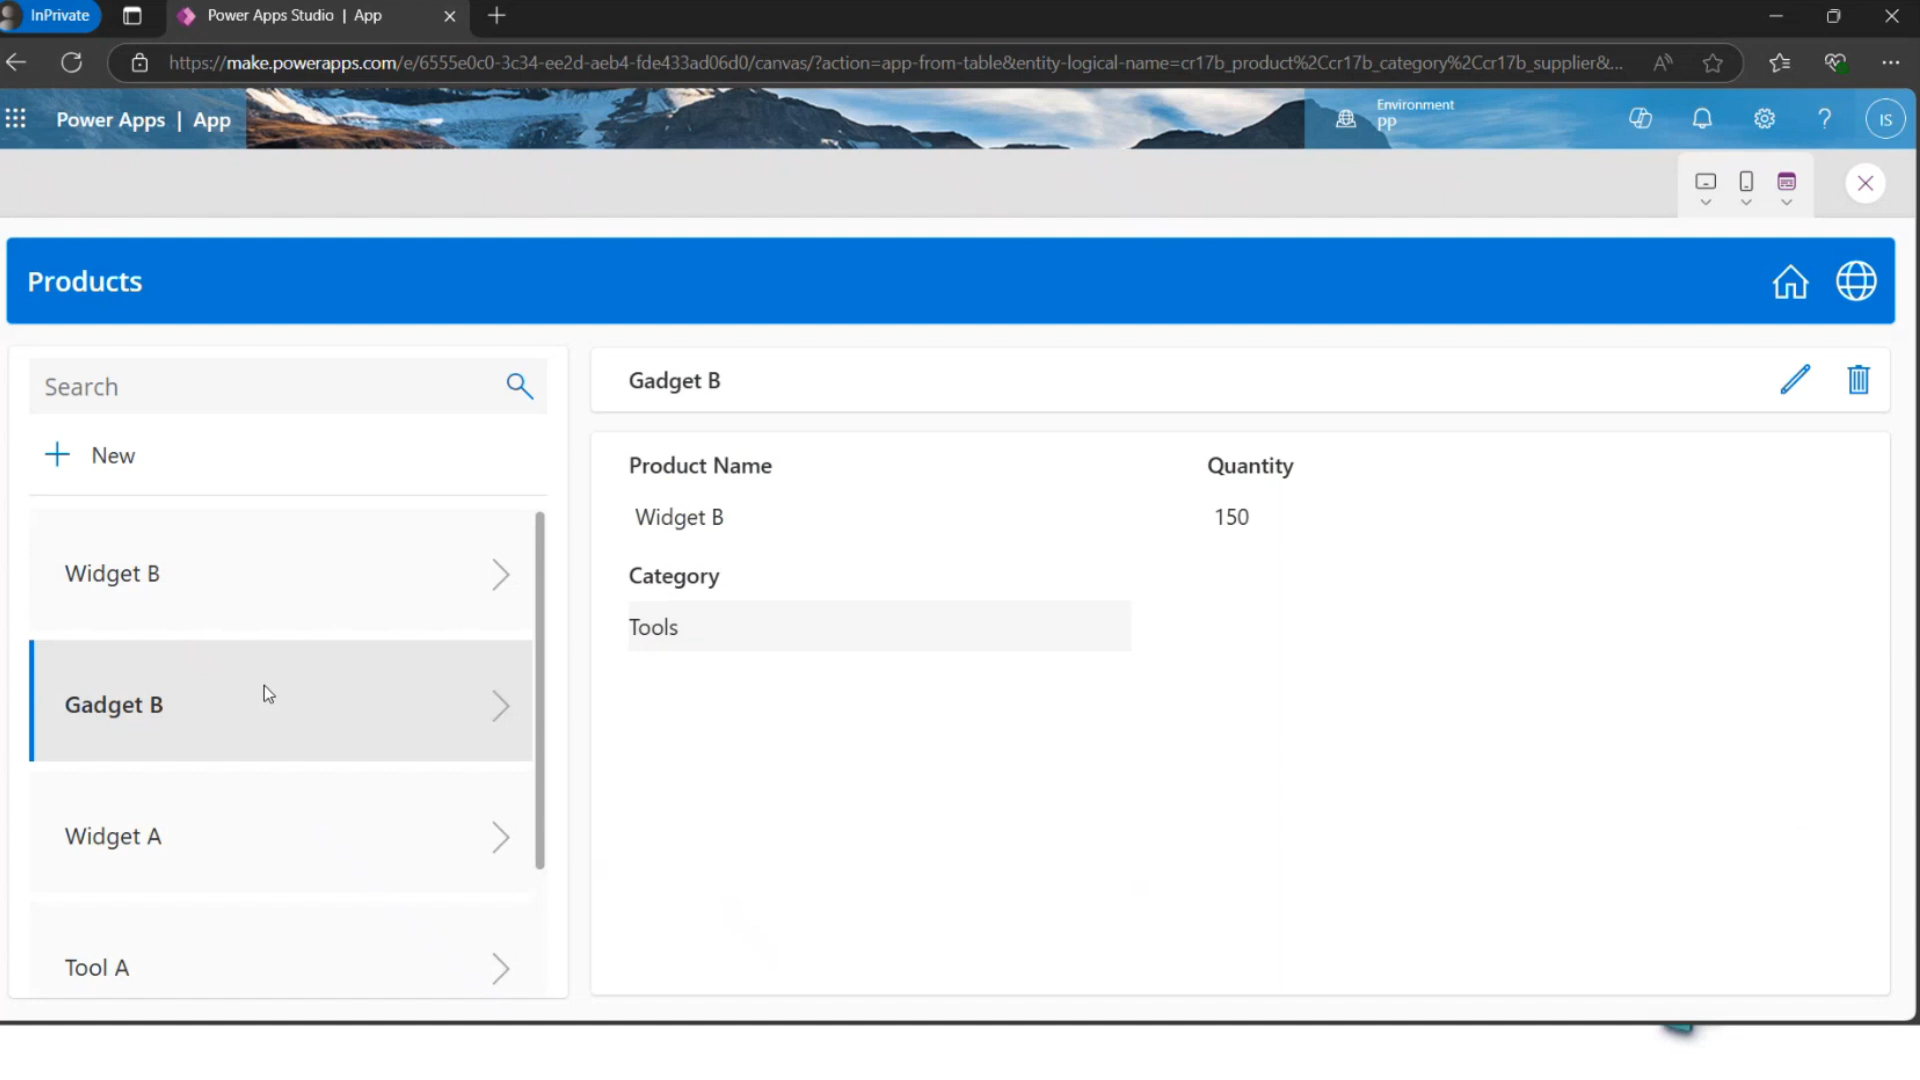 InPrivate
Power Apps Studio | App
https://make.powerapps.com/e/6555e0c0-3c34-ee2d-aeb4-fde433ad06d0/canvas/?action=app-from-table&entity-logical-name=cr17b_product%2Ccr17b_category%2Ccr17b_supplier&...
Power Apps | App
Environment
PP
IS
Products
Search
New
Widget B
Gadget B
Widget A
Tool A
Gadget B
Product Name
Quantity
Widget B
150
Category
Tools